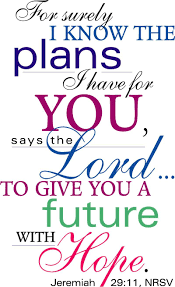 For surely
I KNOW THE
plans
I have for
YOU,
says the
Lord...
TO GIVE YOU A
future
WITH
Hope.
Jeremiah 29:11, NRSV